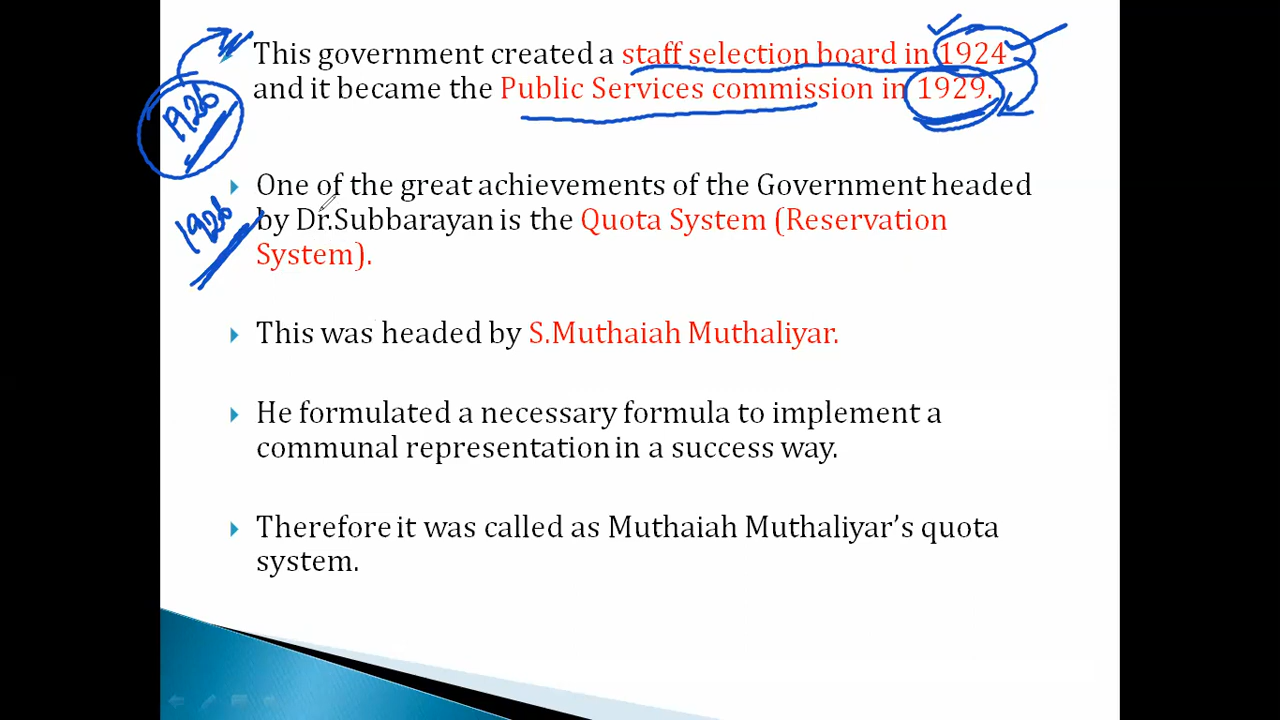 This government created a staff selection board in 1924
and it became the Public Services commission in 1929.
1926
One of the great achievements of the Government headed
by Dr.Subbarayan is the Quota System (Reservation
System).
1926
This was headed by S.Muthaiah Muthaliyar.
He formulated a necessary formula to implement a
communal representation in a success way.
Therefore it was called as Muthaiah Muthaliyar’s quota
system.